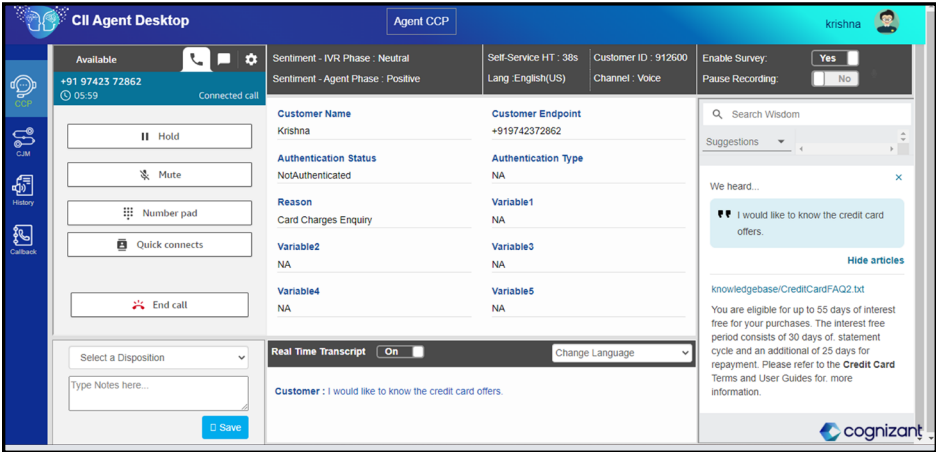 CII Agent Desktop
Agent CCP
krishna
CCP
CJM
History
Callback
Available
+91 97423 72862
05:59 Connected call
Hold
Mute
Number pad
Quick connects
End call
Select a Disposition
Type Notes here...
Save
Sentiment - IVR Phase : Neutral
Sentiment - Agent Phase : Positive
Self-Service HT : 38s
Lang :English(US)
Customer ID : 912600
Channel : Voice
Enable Survey: Yes
Pause Recording: No
Customer Name
Krishna
Customer Endpoint
+919742372862
Authentication Status
NotAuthenticated
Authentication Type
NA
Reason
Card Charges Enquiry
Variable1
NA
Variable2
NA
Variable3
NA
Variable4
NA
Variable5
NA
Real Time Transcript On
Change Language
Customer : I would like to know the credit card offers.
Search Wisdom
Suggestions
We heard...
I would like to know the credit card
offers.
Hide articles
knowledgebase/CreditCardFAQ2.txt
You are eligible for up to 55 days of interest
free for your purchases. The interest free
period consists of 30 days of. statement
cycle and an additional of 25 days for
repayment. Please refer to the Credit Card
Terms and User Guides for. more
information.
cognizant